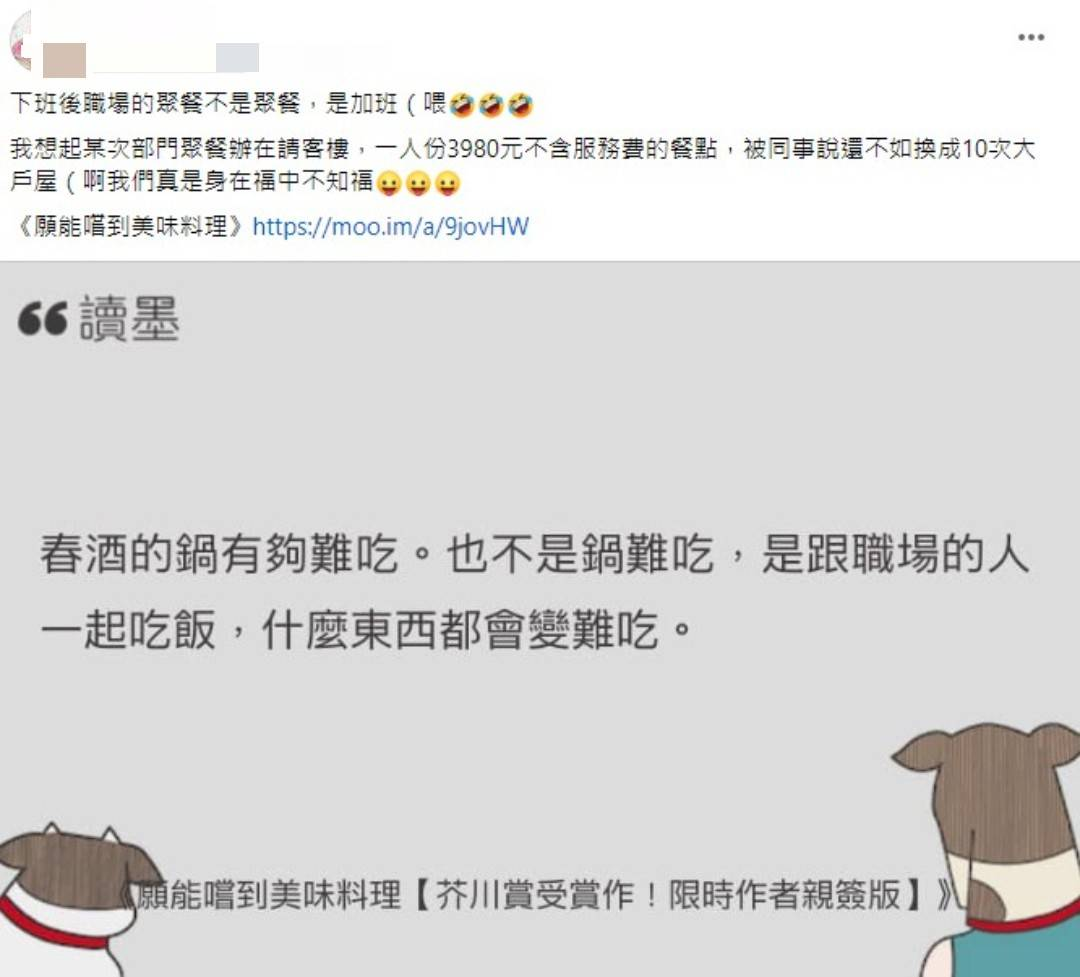 下班後職場的聚餐不是聚餐，是加班（喂🤣🤣🤣
我想起某次部門聚餐辦在請客樓，一人份3980元不含服務費的餐點，被同事說還不如換成10次大
戶屋（啊我們真是身在福中不知福😛😛😛
《願能嚐到美味料理》https://moo.im/a/9jovHW
❝讀墨
春酒的鍋有夠難吃。也不是鍋難吃，是跟職場的人
一起吃飯，什麼東西都會變難吃。
《願能嚐到美味料理【芥川賞受賞作！限時作者親簽版】》